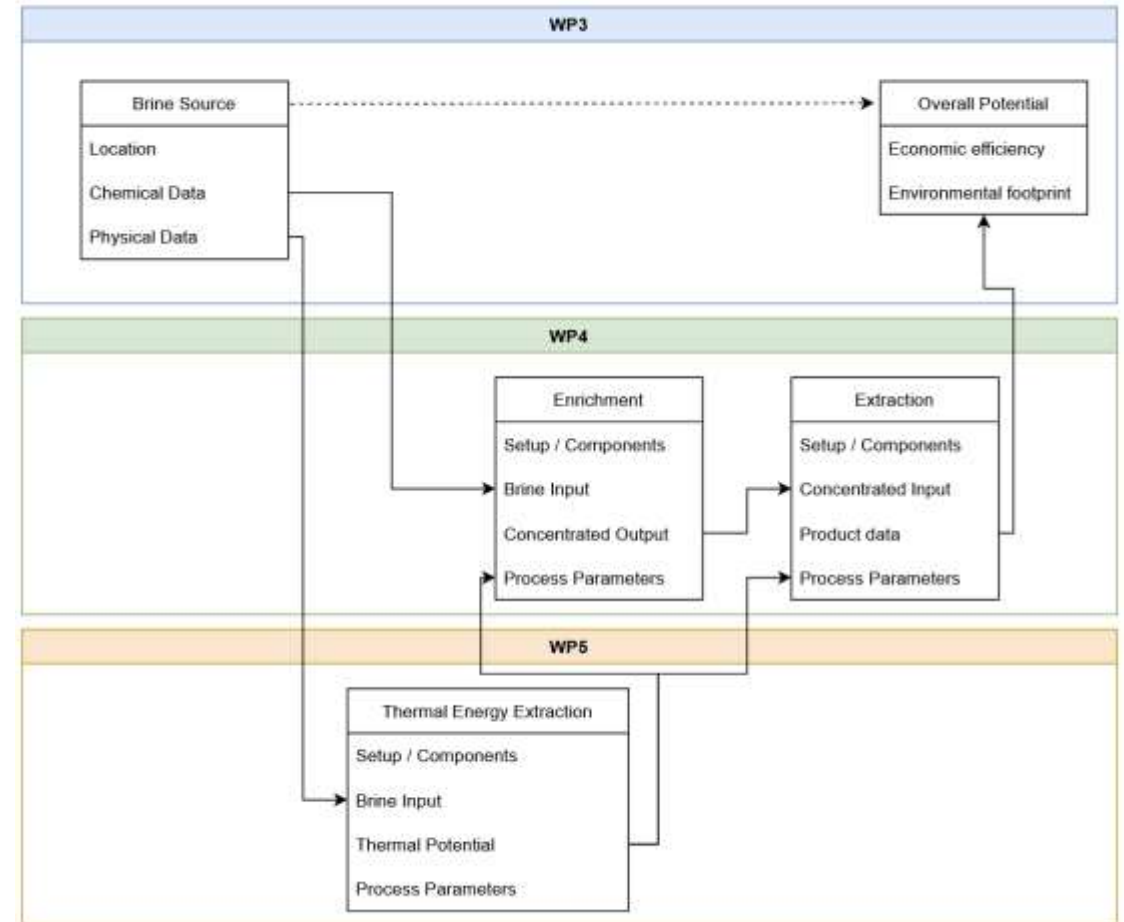 WP3
Brine Source
Location
Chemical Data
Physical Data
Overall Potential
Economic efficiency
Environmental footprint
WP4
Enrichment
Setup / Components
Brine Input
Concentrated Output
Process Parameters
Extraction
Setup / Components
Concentrated Input
Product data
Process Parameters
WP5
Thermal Energy Extraction
Setup / Components
Brine Input
Thermal Potential
Process Parameters